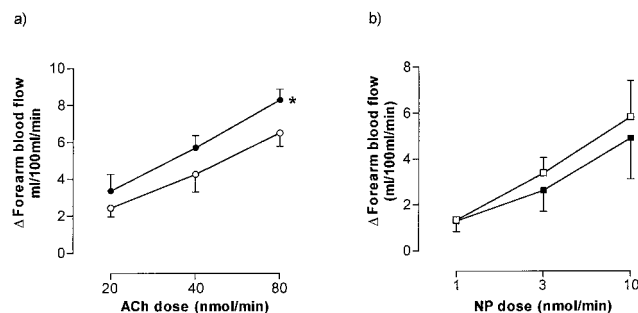 a)
Δ Forearm blood flow
ml/100ml/min
10
8
6
4
2
0
*
20
40
80
ACh dose (nmol/min)
b)
Δ Forearm blood flow
(ml/100ml/min)
8
6
4
2
0
1
3
10
NP dose (nmol/min)